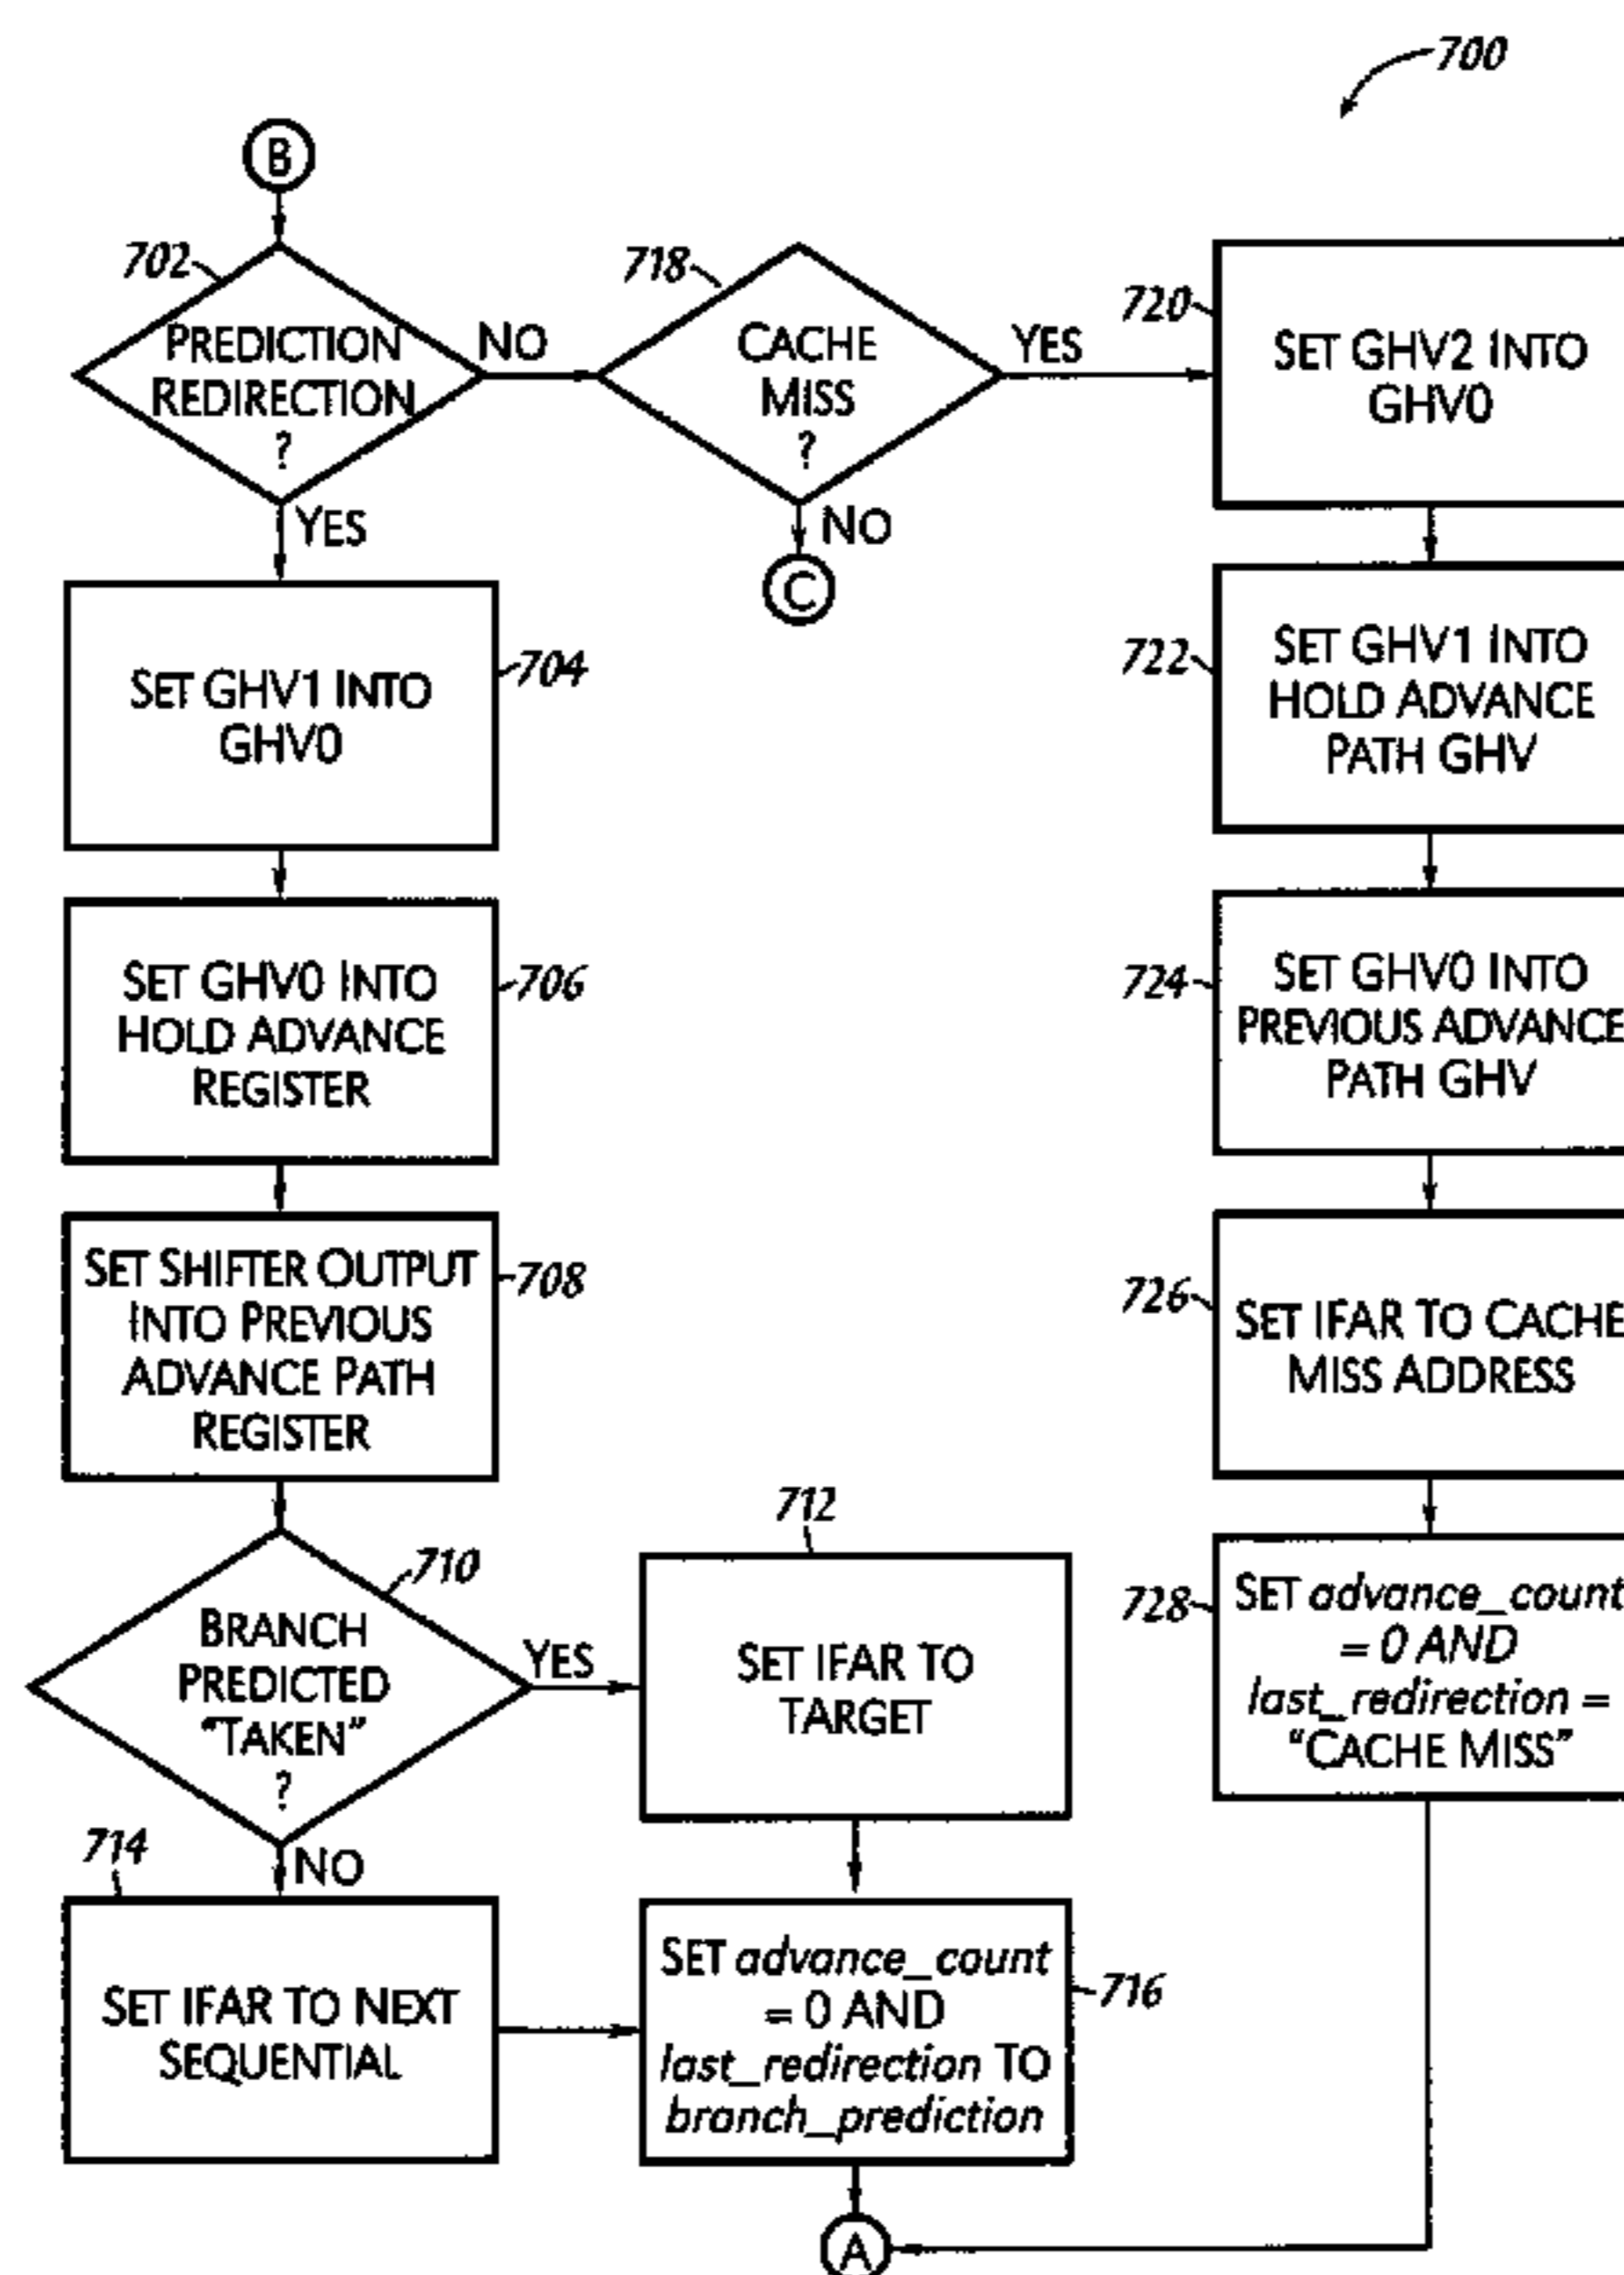 700
B
702
PREDICTION
REDIRECTION
?
NO
YES
718
CACHE
MISS
?
YES
NO
C
720
SET GHV2 INTO
GHV0
704
SET GHV1 INTO
GHV0
722
SET GHV1 INTO
HOLD ADVANCE
PATH GHV
706
SET GHV0 INTO
HOLD ADVANCE
REGISTER
724
SET GHV0 INTO
PREVIOUS ADVANCE
PATH GHV
708
SET SHIFTER OUTPUT
INTO PREVIOUS
ADVANCE PATH
REGISTER
726
SET IFAR TO CACHE
MISS ADDRESS
710
BRANCH
PREDICTED
“TAKEN”
?
YES
NO
712
SET IFAR TO
TARGET
728
SET advance_count
= 0 AND
last_redirection =
“CACHE MISS”
714
SET IFAR TO NEXT
SEQUENTIAL
716
SET advance_count
= 0 AND
last_redirection TO
branch_prediction
A